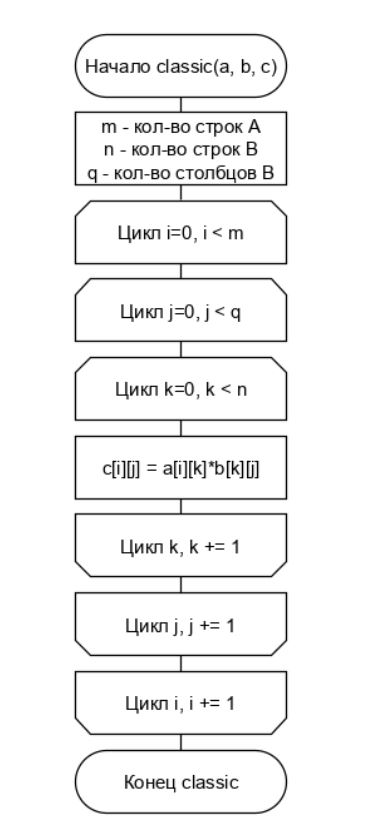 Начало classic(a, b, c)
m - кол-во строк A
n - кол-во строк B
q - кол-во столбцов B
Цикл i=0, i < m
Цикл j=0, j < q
Цикл k=0, k < n
c[i][j] = a[i][k]*b[k][j]
Цикл k, k += 1
Цикл j, j += 1
Цикл i, i += 1
Конец classic